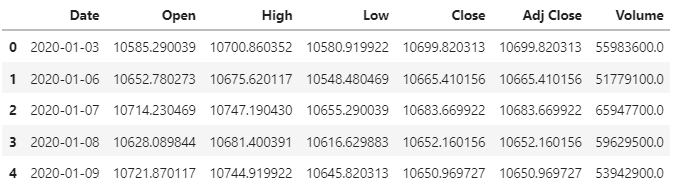 Date Open High Low Close Adj Close Volume
0 2020-01-03 10585.290039 10700.860352 10580.919922 10699.820313 10699.820313 55983600.0
1 2020-01-06 10652.780273 10675.620117 10548.480469 10665.410156 10665.410156 51779100.0
2 2020-01-07 10714.230469 10747.190430 10655.290039 10683.669922 10683.669922 65947700.0
3 2020-01-08 10628.089844 10681.400391 10616.629883 10652.160156 10652.160156 59629500.0
4 2020-01-09 10721.870117 10744.919922 10645.820313 10650.969727 10650.969727 53942900.0